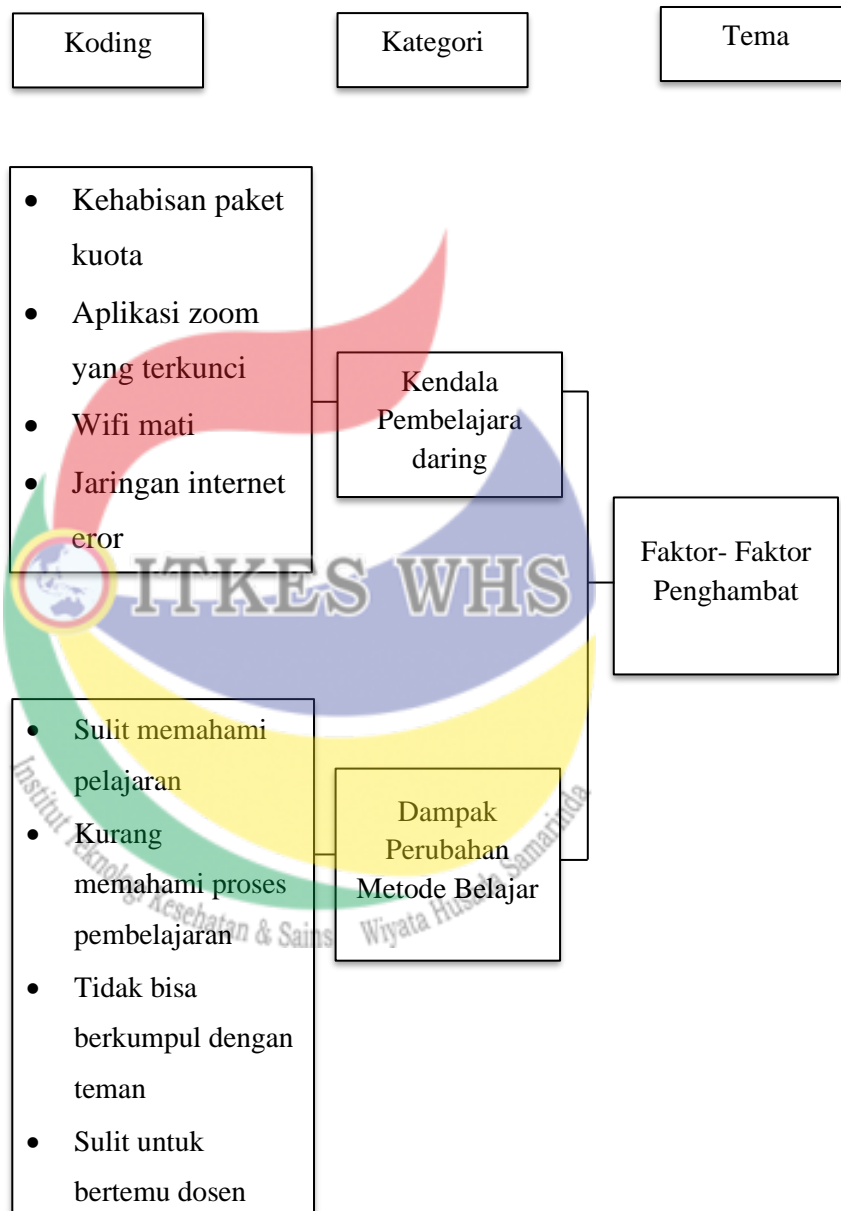 Koding
Kategori
Tema
• Kehabisan paket
kuota
• Aplikasi zoom
yang terkunci
• Wifi mati
• Jaringan internet
eror
Kendala
Pembelajara
daring
Faktor- Faktor
Penghambat
ITKES WHS
• Sulit memahami
pelajaran
• Kurang
memahami proses
pembelajaran
• Tidak bisa
berkumpul dengan
teman
• Sulit untuk
bertemu dosen
Dampak
Perubahan
Metode Belajar
Institut Teknologi Kesehatan & Sains Wiyata Husada Samarinda